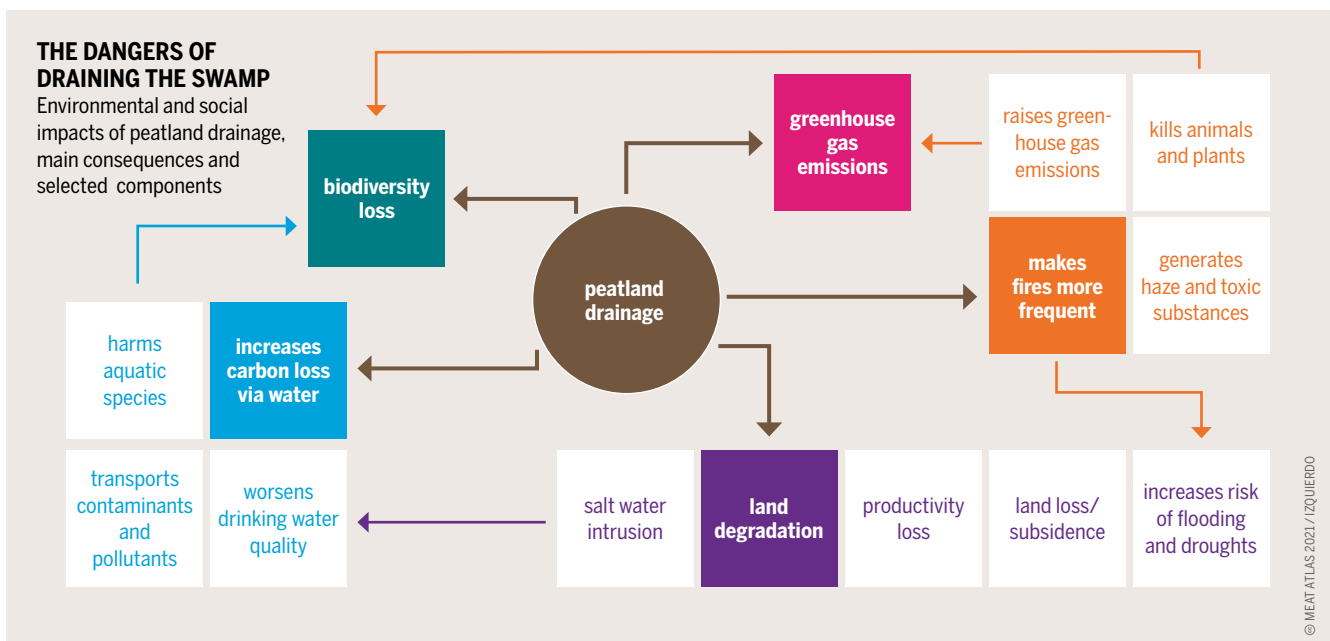 THE DANGERS OF
DRAINING THE SWAMP
Environmental and social
impacts of peatland drainage,
main consequences and
selected components
biodiversity
loss
greenhouse
gas
emissions
raises green-
house gas
emissions
kills animals
and plants
peatland
drainage
makes
fires more
frequent
generates
haze and toxic
substances
harms
aquatic
species
increases
carbon loss
via water
transports
contaminants
and
pollutants
worsens
drinking water
quality
salt water
intrusion
land
degradation
productivity
loss
land loss/
subsidence
increases risk
of flooding
and droughts
MEAT ATLAS 2021 / IZQUIERDO